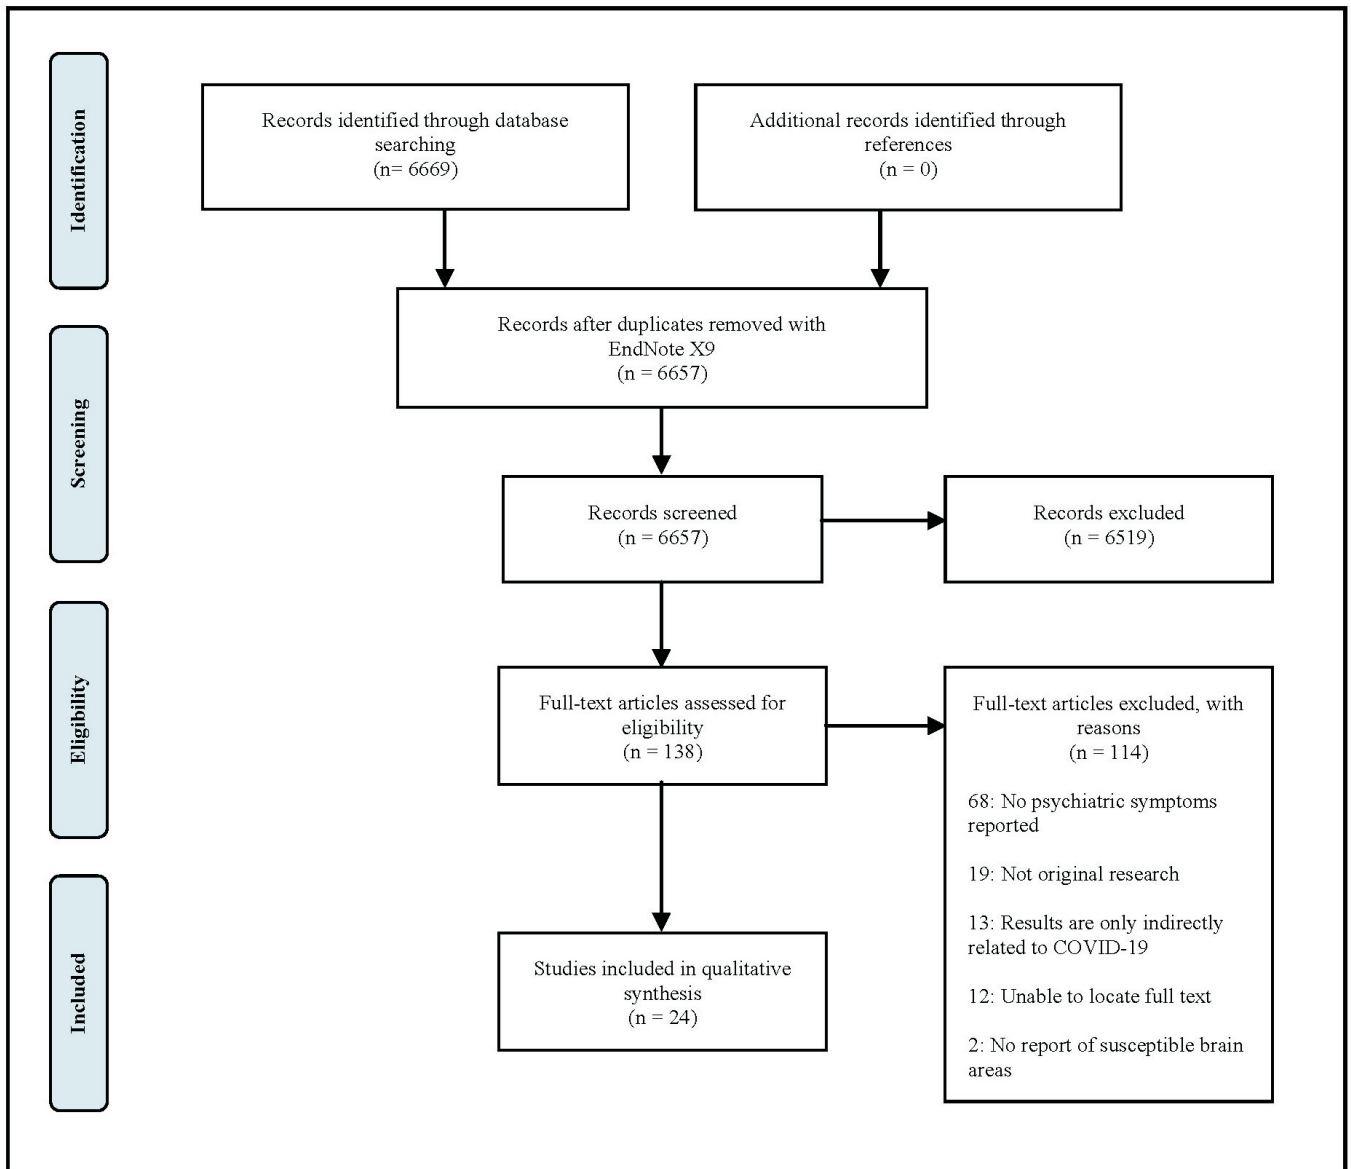 Identification
Records identified through database
searching
(n= 6669)
Additional records identified through
references
(n = 0)
Screening
Records after duplicates removed with
EndNote X9
(n = 6657)
Records screened
(n = 6657)
Records excluded
(n = 6519)
Eligibility
Full-text articles assessed for
eligibility
(n = 138)
Full-text articles excluded, with
reasons
(n = 114)
68: No psychiatric symptoms
reported
19: Not original research
13: Results are only indirectly
related to COVID-19
12: Unable to locate full text
2: No report of susceptible brain
areas
Included
Studies included in qualitative
synthesis
(n = 24)